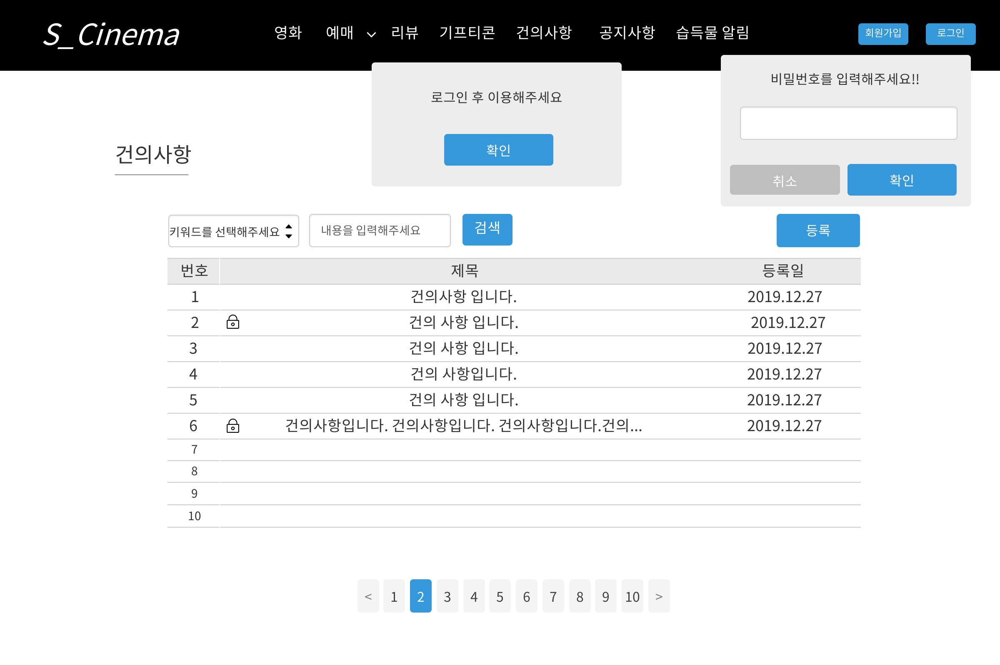 S_Cinema
영화 예매 리뷰 기프티콘 건의사항 공지사항 습득물 알림 회원가입 로그인
로그인 후 이용해주세요
확인
비밀번호를 입력해주세요!!
취소 확인
건의사항
키워드를 선택해주세요 내용을 입력해주세요 검색 등록
번호 제목 등록일
1 건의사항 입니다. 2019.12.27
2 건의 사항 입니다. 2019.12.27
3 건의 사항 입니다. 2019.12.27
4 건의 사항입니다. 2019.12.27
5 건의 사항 입니다. 2019.12.27
6 건의사항입니다. 건의사항입니다. 건의사항입니다.건의... 2019.12.27
7
8
9
10
< 1 2 3 4 5 6 7 8 9 10 >